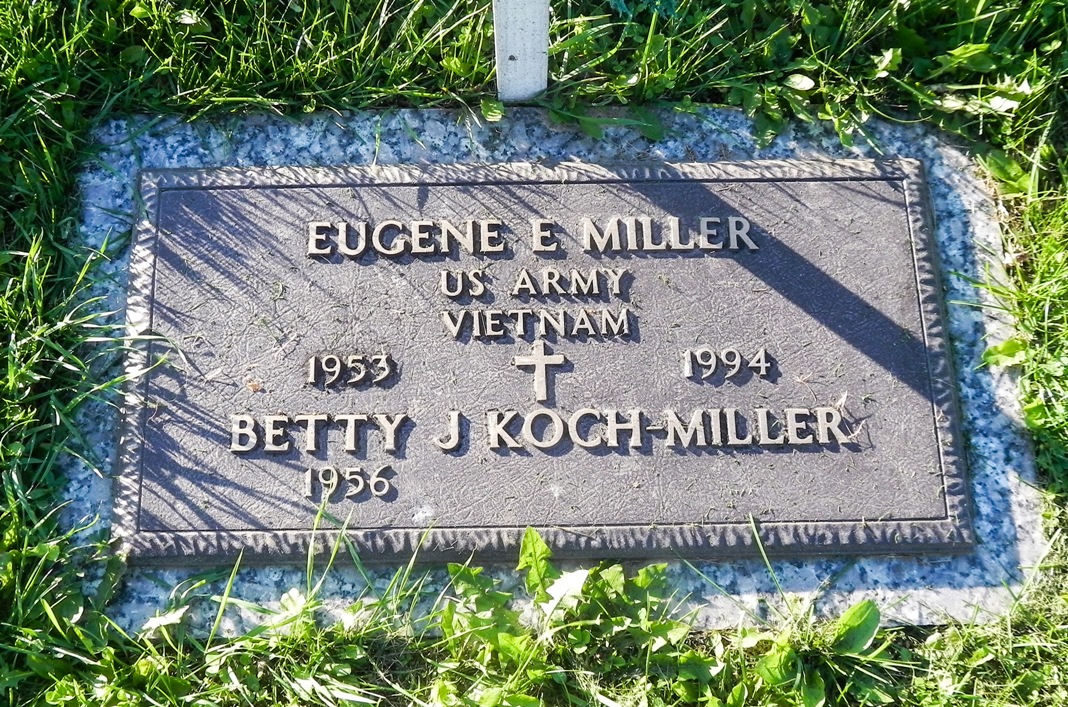 EUGENE E MILLER
US ARMY
VIETNAM
1953 1994
BETTY J KOCH-MILLER
1956